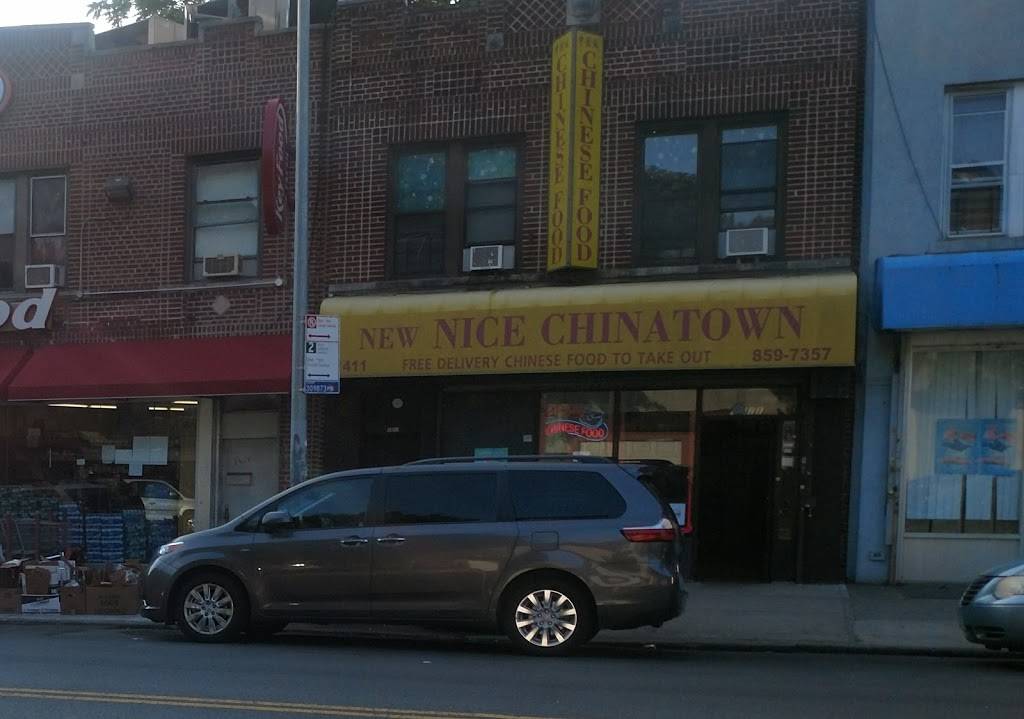 CHINESE FOOD
CHINESE FOOD
od
NEW NICE CHINATOWN
411 FREE DELIVERY CHINESE FOOD TO TAKE OUT 859-7357
2
CHINESE FOOD